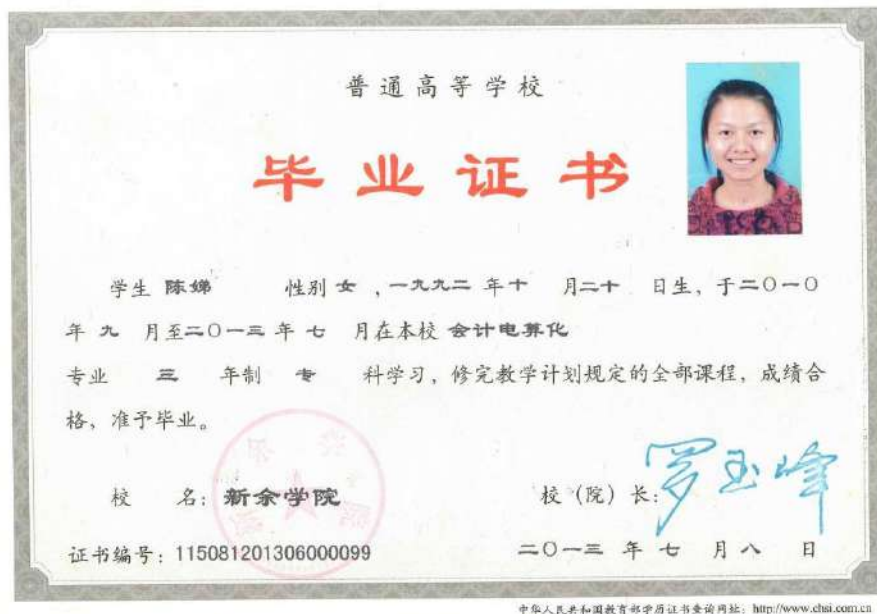 普通高等学校
毕业证书
学生 陈娣 性别 女 ，一九九二 年 十 月 二十 日生，于二〇一〇
年 九 月至二〇一三 年 七 月在本校 会计电算化
专业 三 年制 专 科学习，修完教学计划规定的全部课程，成绩合
格，准予毕业。
校 名：新余学院 校（院）长：罗玉峰
证书编号：115081201306000099 二〇一三 年 七 月 八 日
中华人民共和国教育部学历证书查询网址：http://www.chsi.com.cn